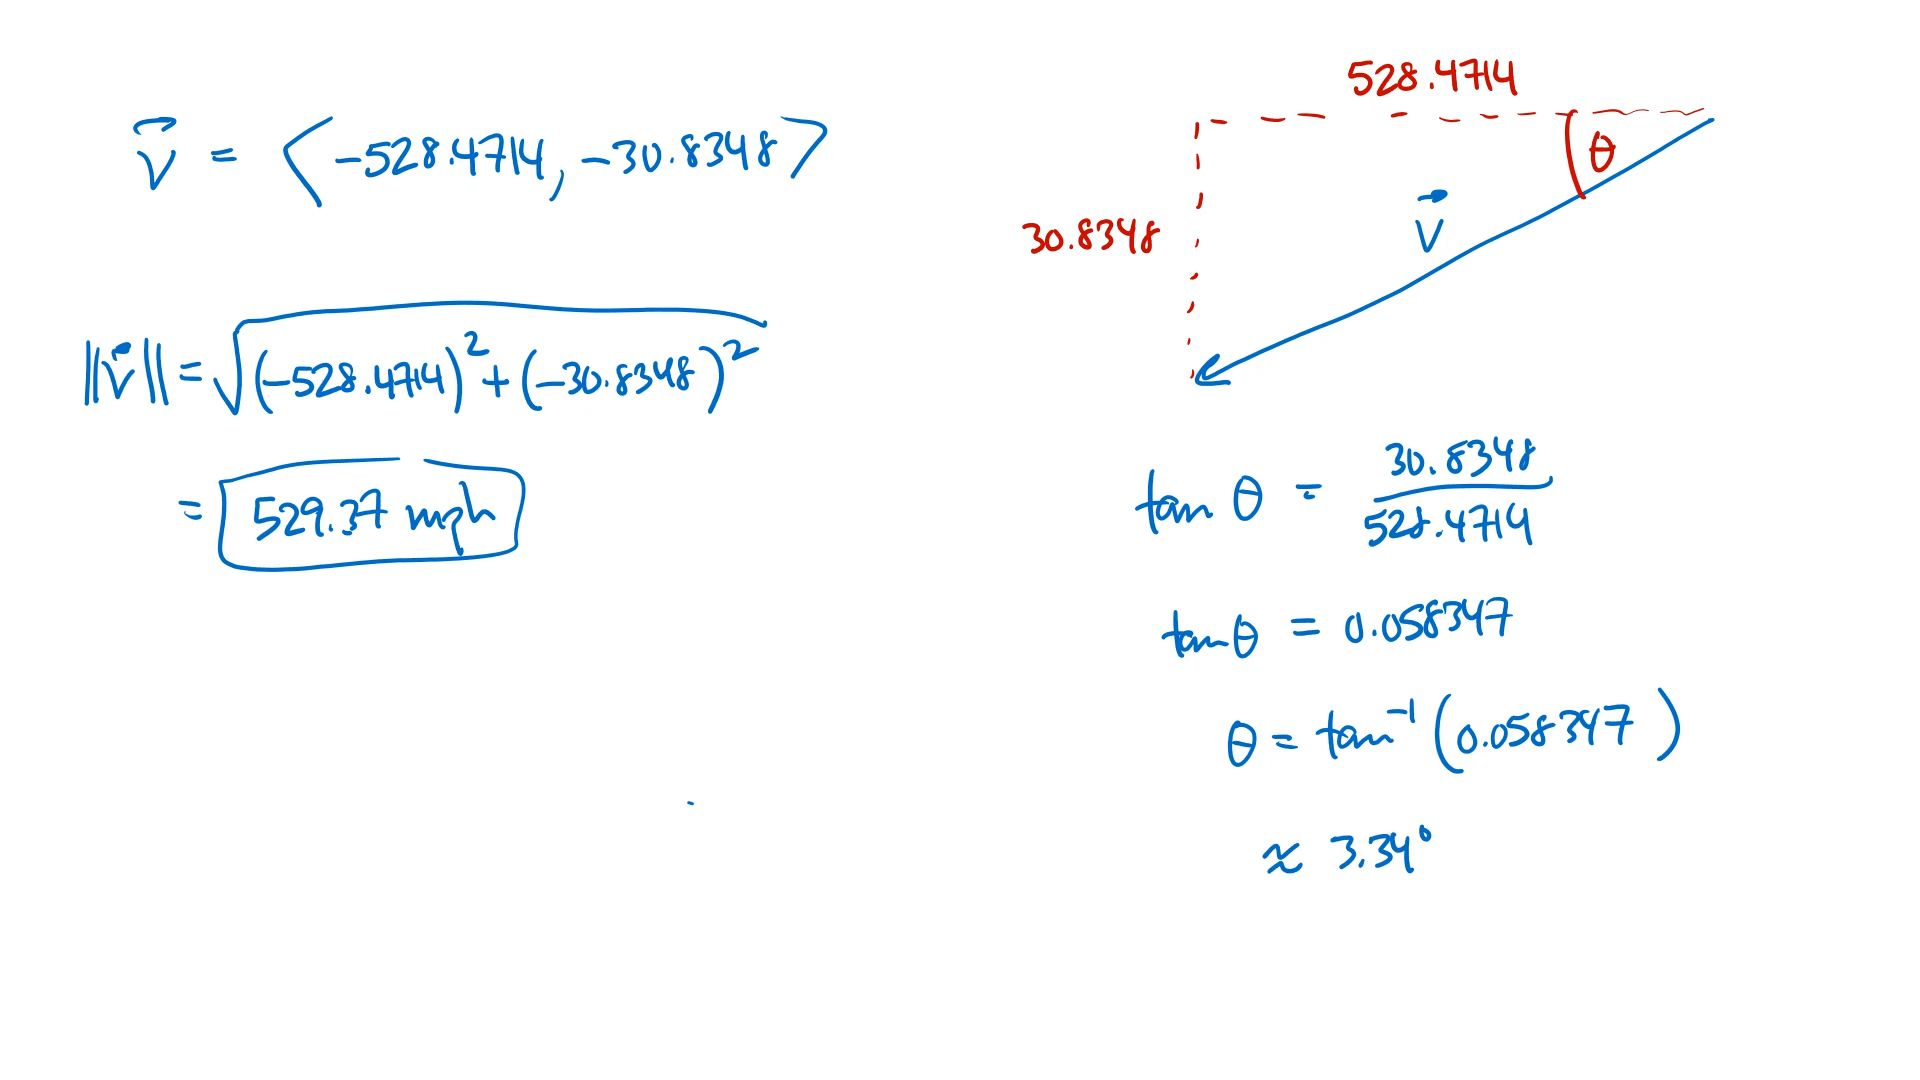 v⃗ = ⟨-528.4714, -30.8348⟩
||v⃗|| = √((-528.4714)² + (-30.8348)²)
= 529.37 mph
528.4714
θ
v⃗
30.8348
tan θ = 30.8348 / 528.4714
tan θ = 0.058347
θ = tan⁻¹(0.058347)
≈ 3.34°